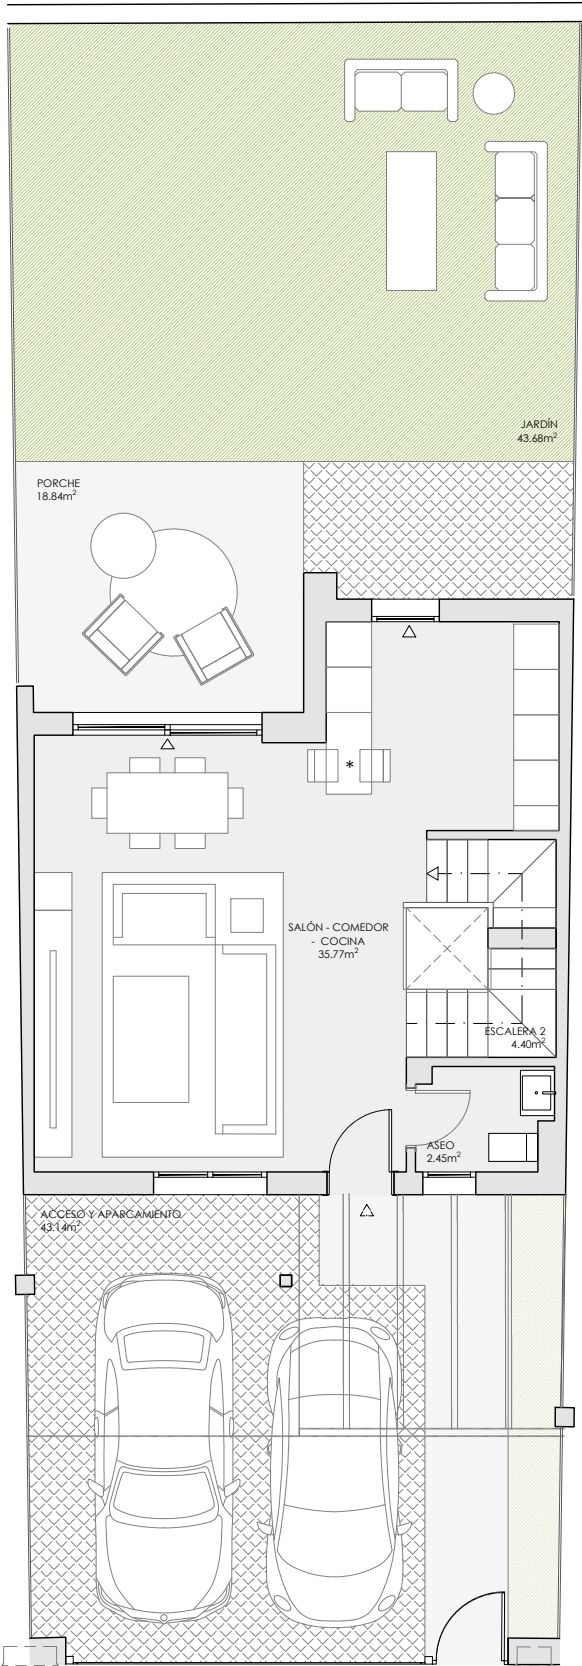 JARDÍN
43.68m²
PORCHE
18.84m²
*
SALÓN - COMEDOR
- COCINA
35.77m²
ESCALERA 2
4.40m²
ASEO
2.45m²
ACCESO Y APARCAMIENTO
43.14m²